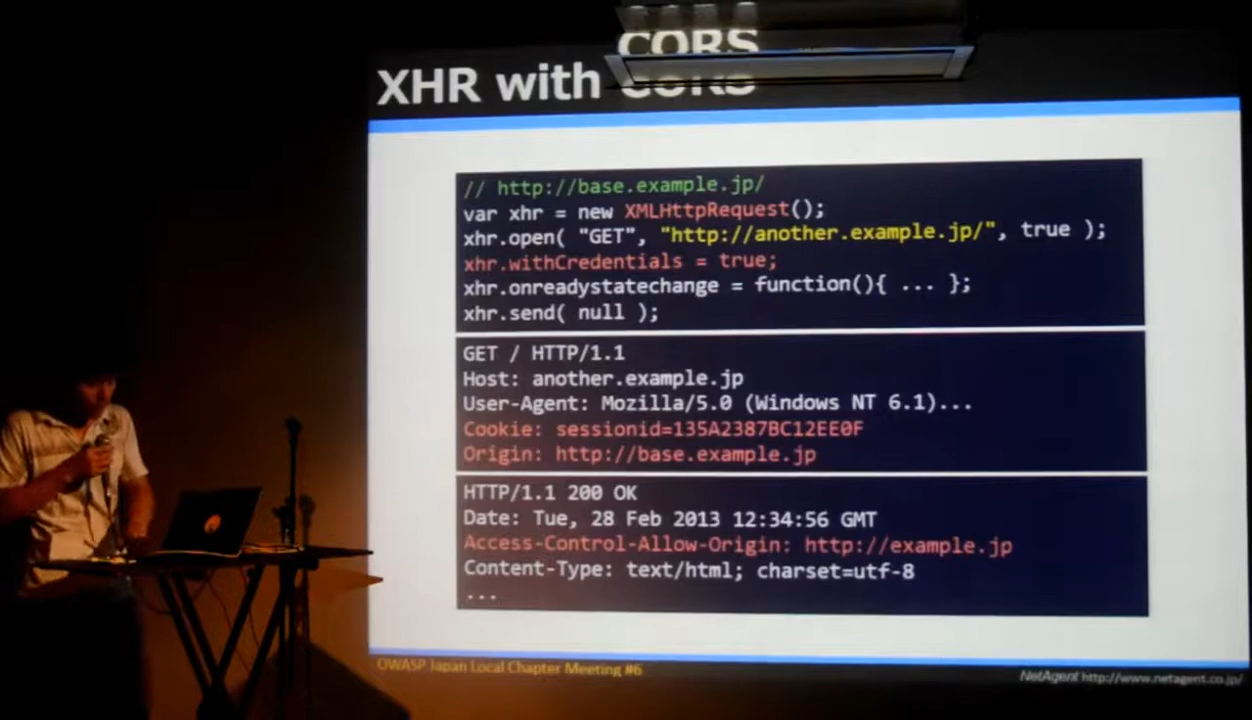 CORS
XHR with CORS
// http://base.example.jp/
var xhr = new XMLHttpRequest();
xhr.open( "GET", "http://another.example.jp/", true );
xhr.withCredentials = true;
xhr.onreadystatechange = function(){ ... };
xhr.send( null );
GET / HTTP/1.1
Host: another.example.jp
User-Agent: Mozilla/5.0 (Windows NT 6.1)...
Cookie: sessionid=135A2387BC12EE0F
Origin: http://base.example.jp
HTTP/1.1 200 OK
Date: Tue, 28 Feb 2013 12:34:56 GMT
Access-Control-Allow-Origin: http://example.jp
Content-Type: text/html; charset=utf-8
...
OWASP Japan Local Chapter Meeting #6
NetAgent http://www.netagent.co.jp/